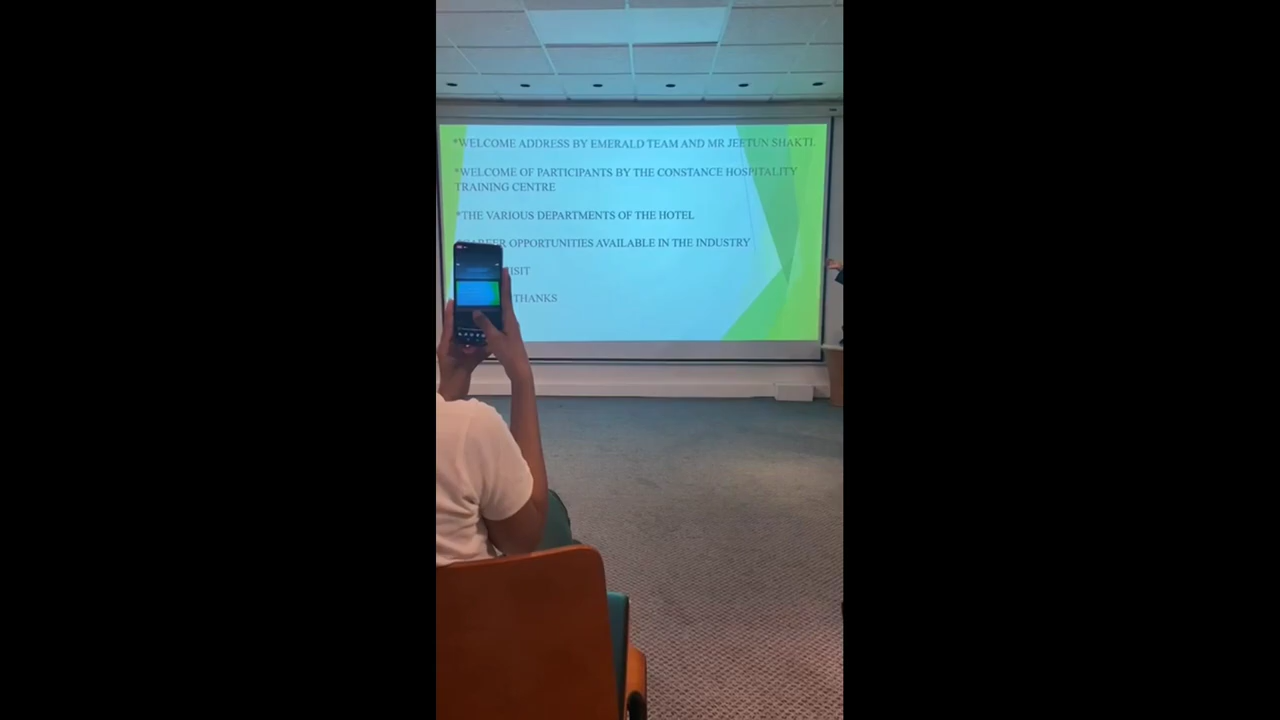 *WELCOME ADDRESS BY EMERALD TEAM AND MR JEETUN SHAKTI.
*WELCOME OF PARTICIPANTS BY THE CONSTANCE HOSPITALITY
TRAINING CENTRE
*THE VARIOUS DEPARTMENTS OF THE HOTEL
OPPORTUNITIES AVAILABLE IN THE INDUSTRY
THANKS